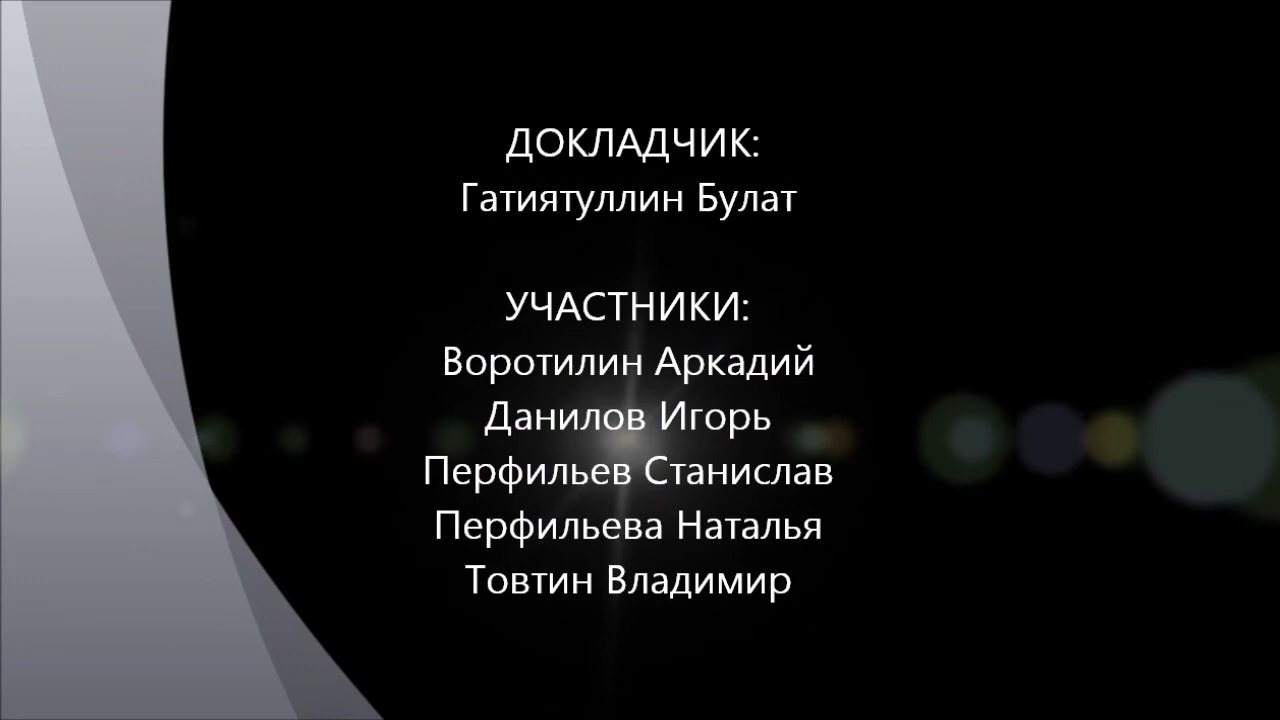 ДОКЛАДЧИК:
Гатиятуллин Булат
УЧАСТНИКИ:
Воротилин Аркадий
Данилов Игорь
Перфильев Станислав
Перфильева Наталья
Товтин Владимир